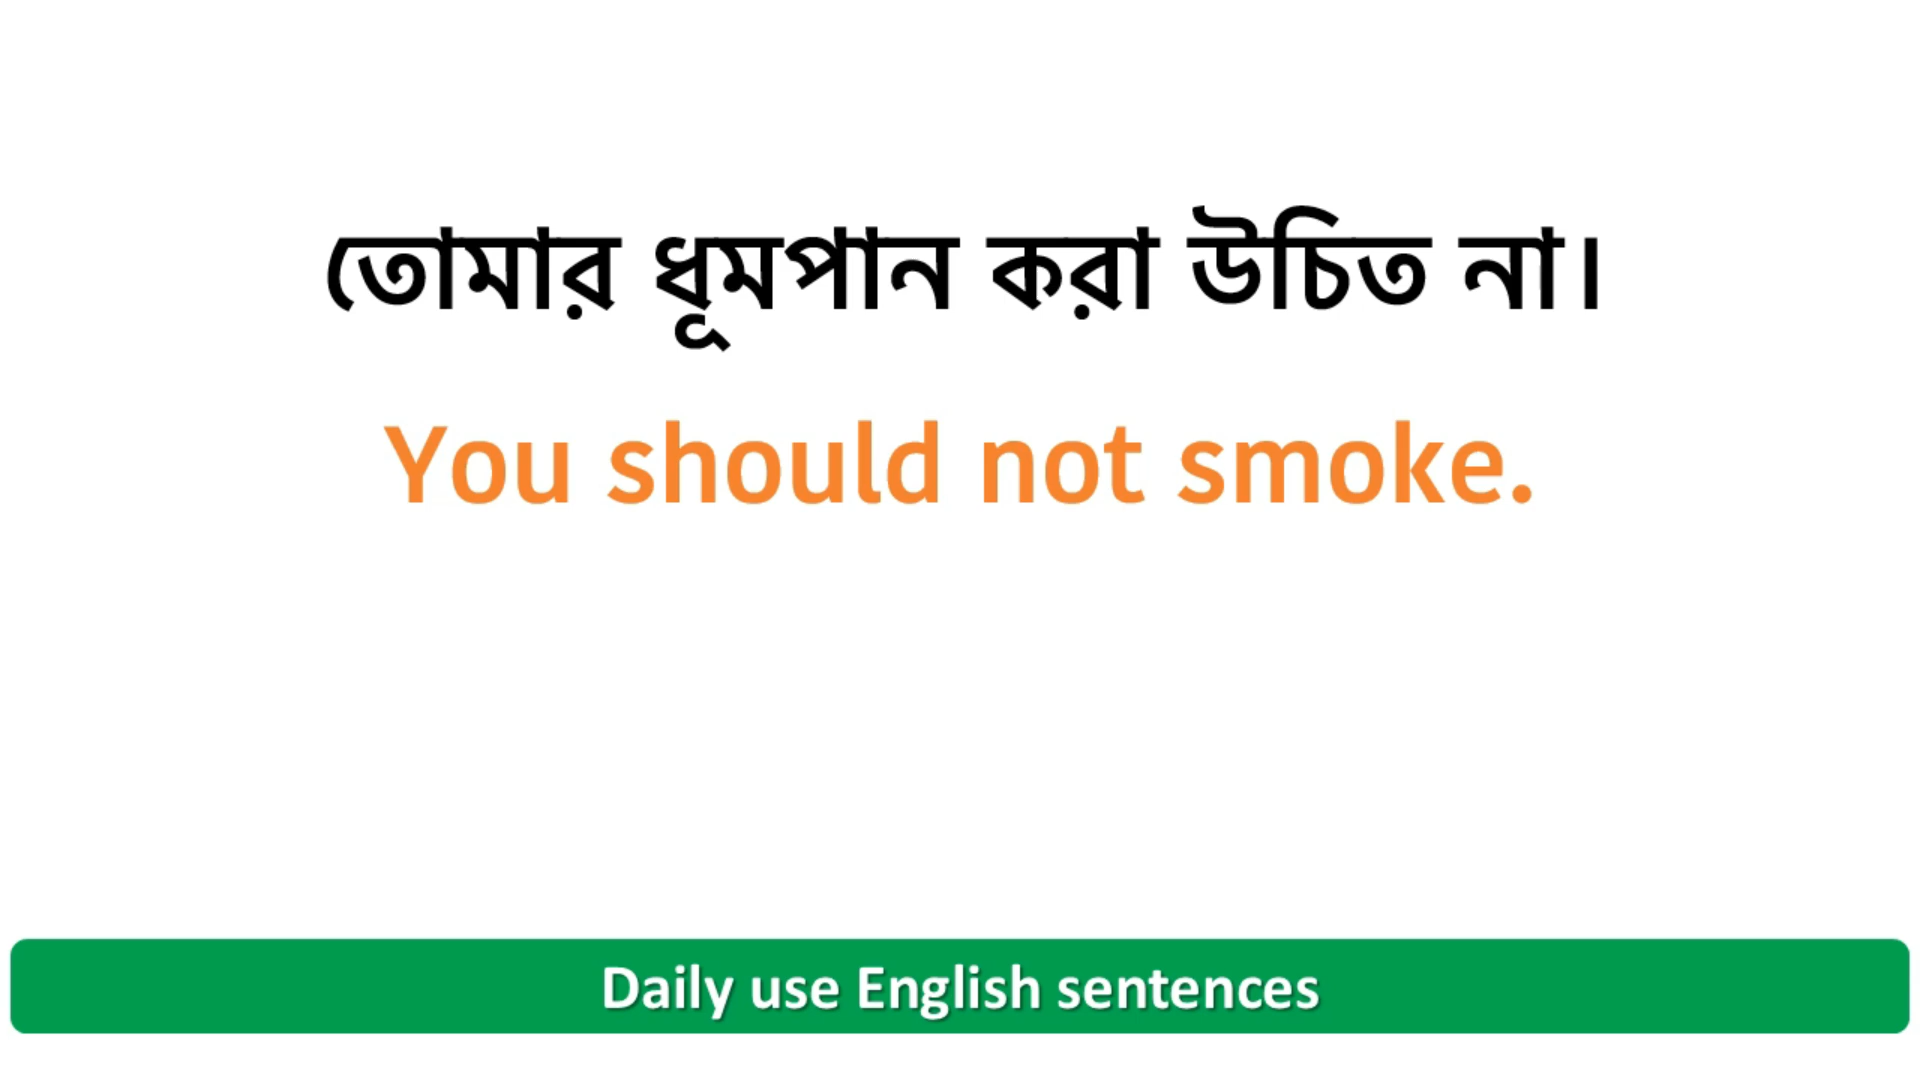 তোমার ধূমপান করা উচিত না।
You should not smoke.
Daily use English sentences